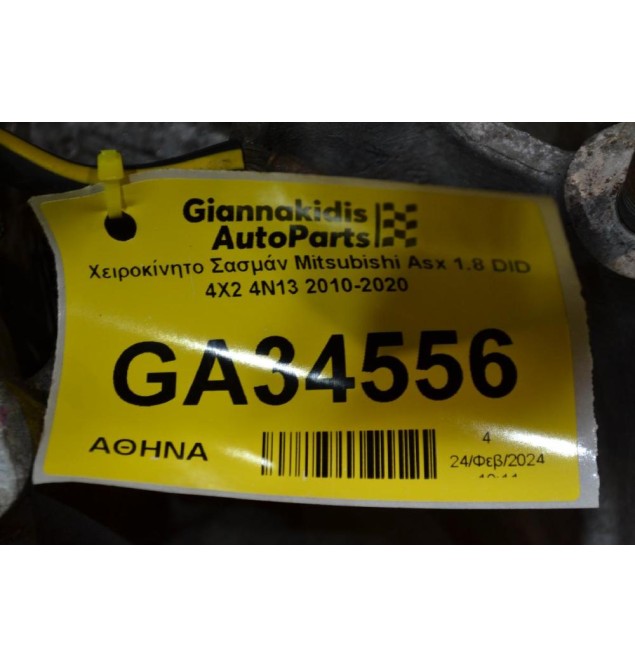 Giannakidis
AutoParts
Χειροκίνητο Σασμάν Mitsubishi Asx 1.8 DID
4X2 4N13 2010-2020
GA34556
ΑΘΗΝΑ
4
24/Φεβ/2024